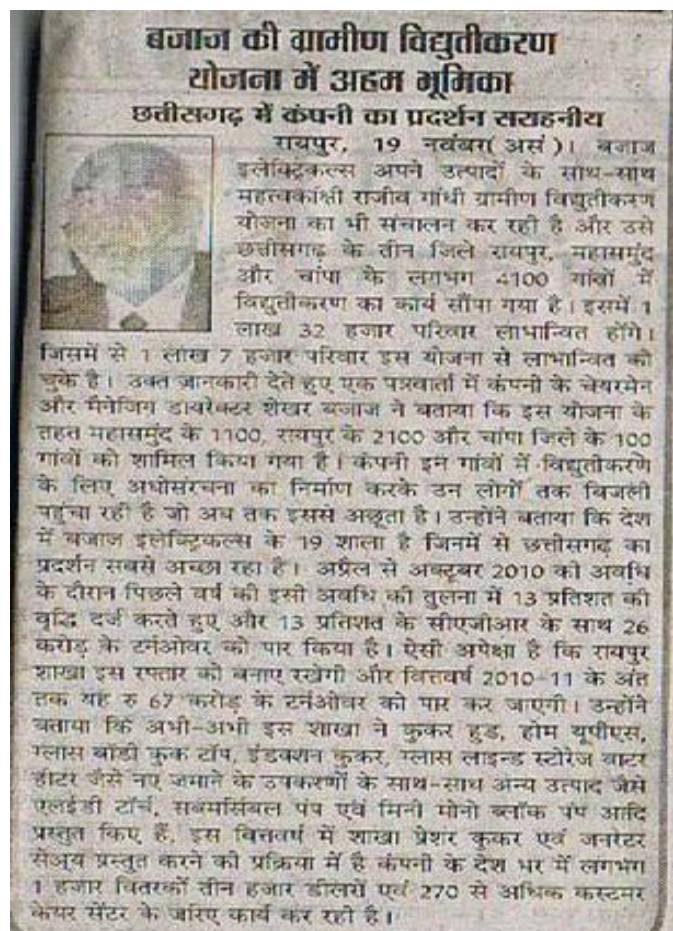 बजाज की ग्रामीण विद्युतीकरण
योजना में अहम भूमिका
छत्तीसगढ़ में कंपनी का प्रदर्शन सराहनीय
रायपुर, 19 नवंबर( असं )। बजाज
इलेक्ट्रिकल्स अपने उत्पादों के साथ-साथ
महत्वकांक्षी राजीव गांधी ग्रामीण विद्युतीकरण
योजना का भी संचालन कर रही है और उसे
छत्तीसगढ़ के तीन जिले रायपुर, महासमुंद
और चांपा के लगभग 4100 गांवों में
विद्युतीकरण का कार्य सौंपा गया है। इसमें 1
लाख 32 हजार परिवार लाभान्वित होंगे।
जिसमें से 1 लाख 7 हजार परिवार इस योजना से लाभान्वित को
चुके है। उक्त जानकारी देते हुए एक पत्रवार्ता में कंपनी के चेयरमेन
और मैनेजिंग डायरेक्टर शेखर बजाज ने बताया कि इस योजना के
तहत महासमुंद के 1100, रायपुर के 2100 और चांपा जिले के 100
गांवों को शामिल किया गया है। कंपनी इन गांवों में विद्युतीकरण
के लिए अधोसंरचना का निर्माण करके उन लोगों तक बिजली
पहुंचा रही है जो अब तक इससे अछूता है। उन्होंने बताया कि देश
में बजाज इलेक्ट्रिकल्स के 19 शाला है जिनमें से छत्तीसगढ़ का
प्रदर्शन सबसे अच्छा रहा है। अप्रैल से अक्टूबर 2010 की अवधि
के दौरान पिछले वर्ष की इसी अवधि की तुलना में 13 प्रतिशत की
वृद्धि दर्ज करते हुए और 13 प्रतिशत के सीएजीआर के साथ 26
करोड़ के टर्नओवर को पार किया है। ऐसी अपेक्षा है कि रायपुर
शाखा इस रफ्तार को बनाए रखेगी और वित्तवर्ष 2010-11 के अंत
तक यह रु 67 करोड़ के टर्नओवर को पार कर जाएगी। उन्होंने
बताया कि अभी-अभी इस शाखा ने कुकर हुड, होम यूपीएस,
ग्लास बॉडी कुक टॉप, इंडक्शन कुकर, ग्लास लाइन्ड स्टोरेज वाटर
हीटर जैसे नए जमाने के उपकरणों के साथ-साथ अन्य उत्पाद जैसे
एलईडी टॉर्च, सबमर्सिबल पंप एवं मिनी मोनो ब्लॉक पंप आदि
प्रस्तुत किए हैं, इस वित्तवर्ष में शाखा प्रेशर कुकर एवं जनरेटर
प्रस्तुत करने की प्रक्रिया में है कंपनी के देश भर में लगभग
1 हजार वितरकों तीन हजार डीलरों एवं 270 से अधिक कस्टमर
केयर सेंटर के जरिए कार्य कर रही है।